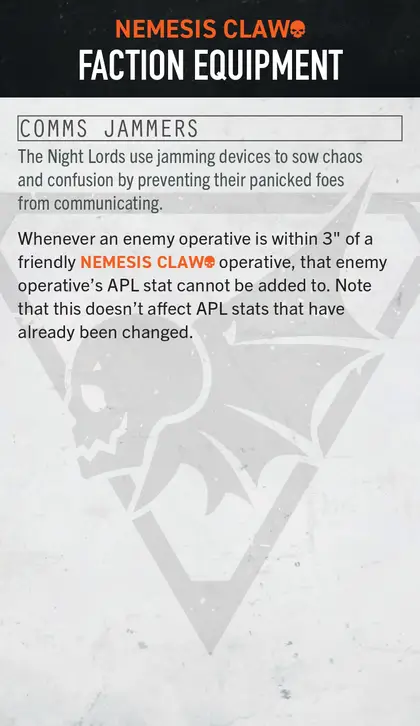 NEMESIS CLAW
FACTION EQUIPMENT
COMMS JAMMERS
The Night Lords use jamming devices to sow chaos
and confusion by preventing their panicked foes
from communicating.
Whenever an enemy operative is within 3" of a
friendly NEMESIS CLAW operative, that enemy
operative’s APL stat cannot be added to. Note
that this doesn’t affect APL stats that have
already been changed.